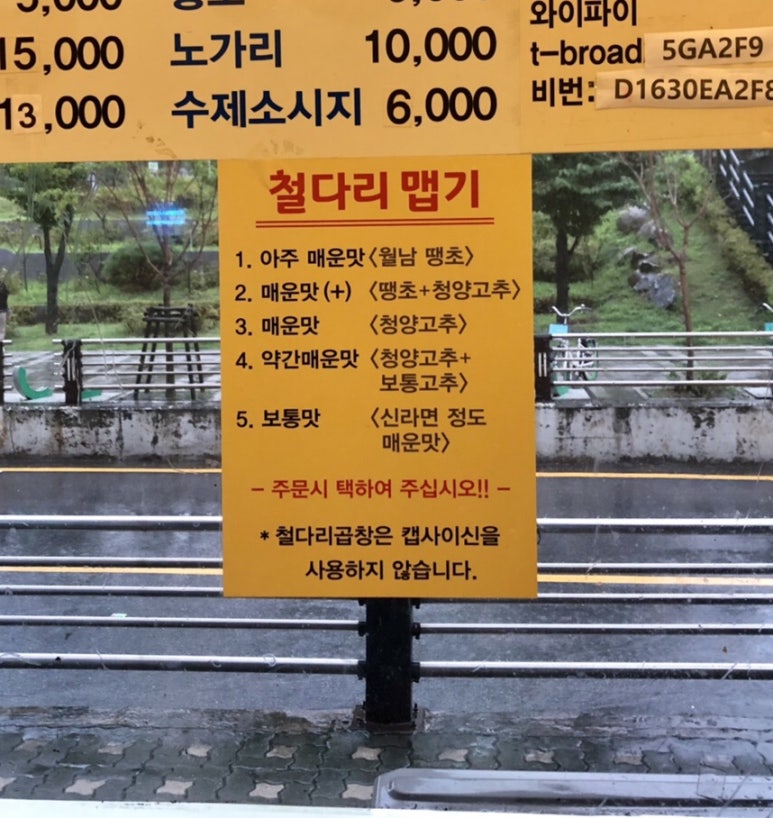 15,000 노가리 10,000
13,000 수제소시지 6,000
와이파이
t-broad 5GA2F9
비번: D1630EA2F8
철다리 맵기
1. 아주 매운맛〈월남 땡초〉
2. 매운맛(+) 〈땡초+청양고추〉
3. 매운맛 〈청양고추〉
4. 약간매운맛 〈청양고추+
보통고추〉
5. 보통맛 〈신라면 정도
매운맛〉
- 주문시 택하여 주십시오!! -
* 철다리곱창은 캡사이신을
사용하지 않습니다.